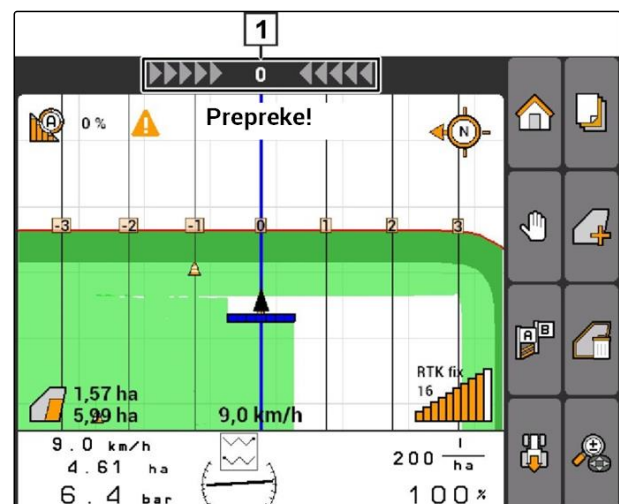 1
0
0 %
Prepreke!
N
A
-3 -2 -1 0 1 2 3
A B
RTK fix
16
1,57 ha
5,99 ha
9,0 km/h
9.0 km/h
4.61 ha
6.4 bar
200 l/ha
100 %